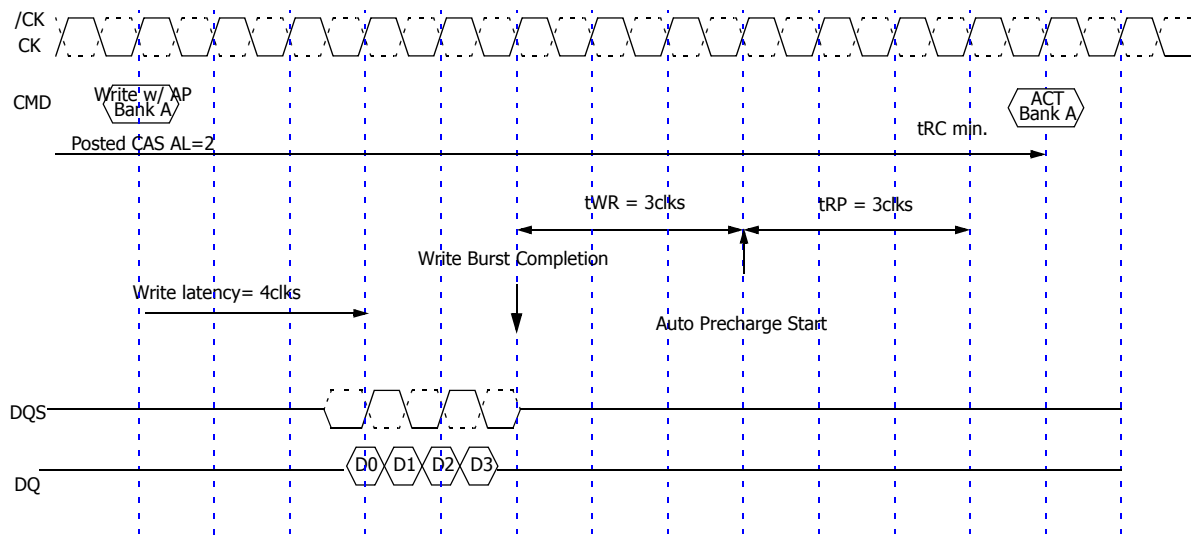 /CK
CK
CMD
Write w/ AP
Bank A
ACT
Bank A
Posted CAS AL=2
tRC min.
tWR = 3clks
tRP = 3clks
Write Burst Completion
Write latency= 4clks
Auto Precharge Start
DQS
DQ
D0
D1
D2
D3